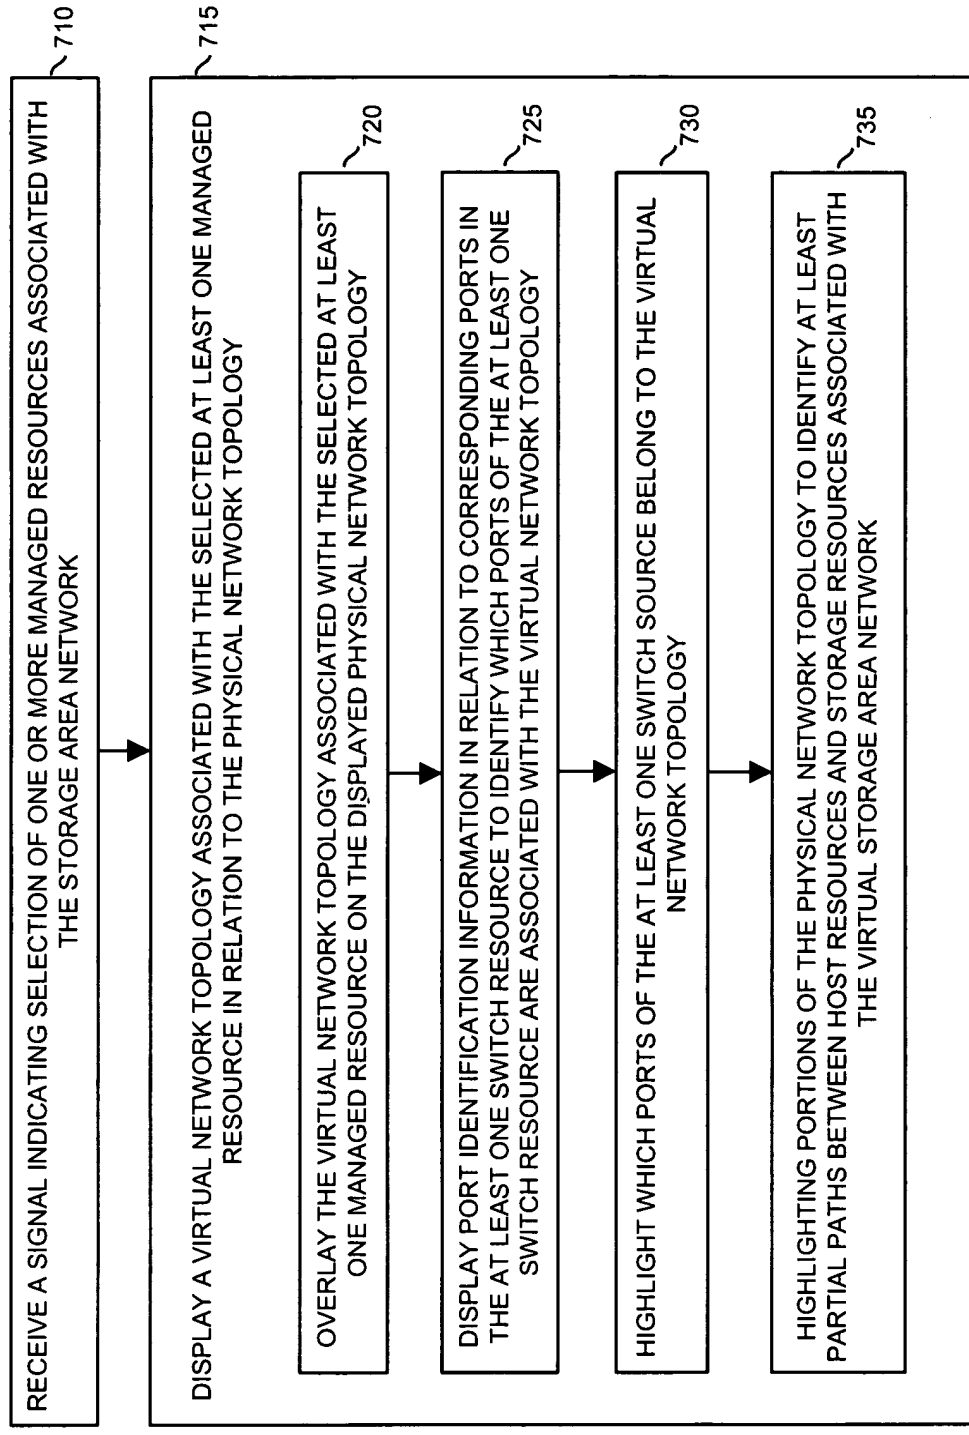 RECEIVE A SIGNAL INDICATING SELECTION OF ONE OR MORE MANAGED RESOURCES ASSOCIATED WITH
THE STORAGE AREA NETWORK
710
DISPLAY A VIRTUAL NETWORK TOPOLOGY ASSOCIATED WITH THE SELECTED AT LEAST ONE MANAGED
RESOURCE IN RELATION TO THE PHYSICAL NETWORK TOPOLOGY
715
OVERLAY THE VIRTUAL NETWORK TOPOLOGY ASSOCIATED WITH THE SELECTED AT LEAST
ONE MANAGED RESOURCE ON THE DISPLAYED PHYSICAL NETWORK TOPOLOGY
720
DISPLAY PORT IDENTIFICATION INFORMATION IN RELATION TO CORRESPONDING PORTS IN
THE AT LEAST ONE SWITCH RESOURCE TO IDENTIFY WHICH PORTS OF THE AT LEAST ONE
SWITCH RESOURCE ARE ASSOCIATED WITH THE VIRTUAL NETWORK TOPOLOGY
725
HIGHLIGHT WHICH PORTS OF THE AT LEAST ONE SWITCH SOURCE BELONG TO THE VIRTUAL
NETWORK TOPOLOGY
730
HIGHLIGHTING PORTIONS OF THE PHYSICAL NETWORK TOPOLOGY TO IDENTIFY AT LEAST
PARTIAL PATHS BETWEEN HOST RESOURCES AND STORAGE RESOURCES ASSOCIATED WITH
THE VIRTUAL STORAGE AREA NETWORK
735